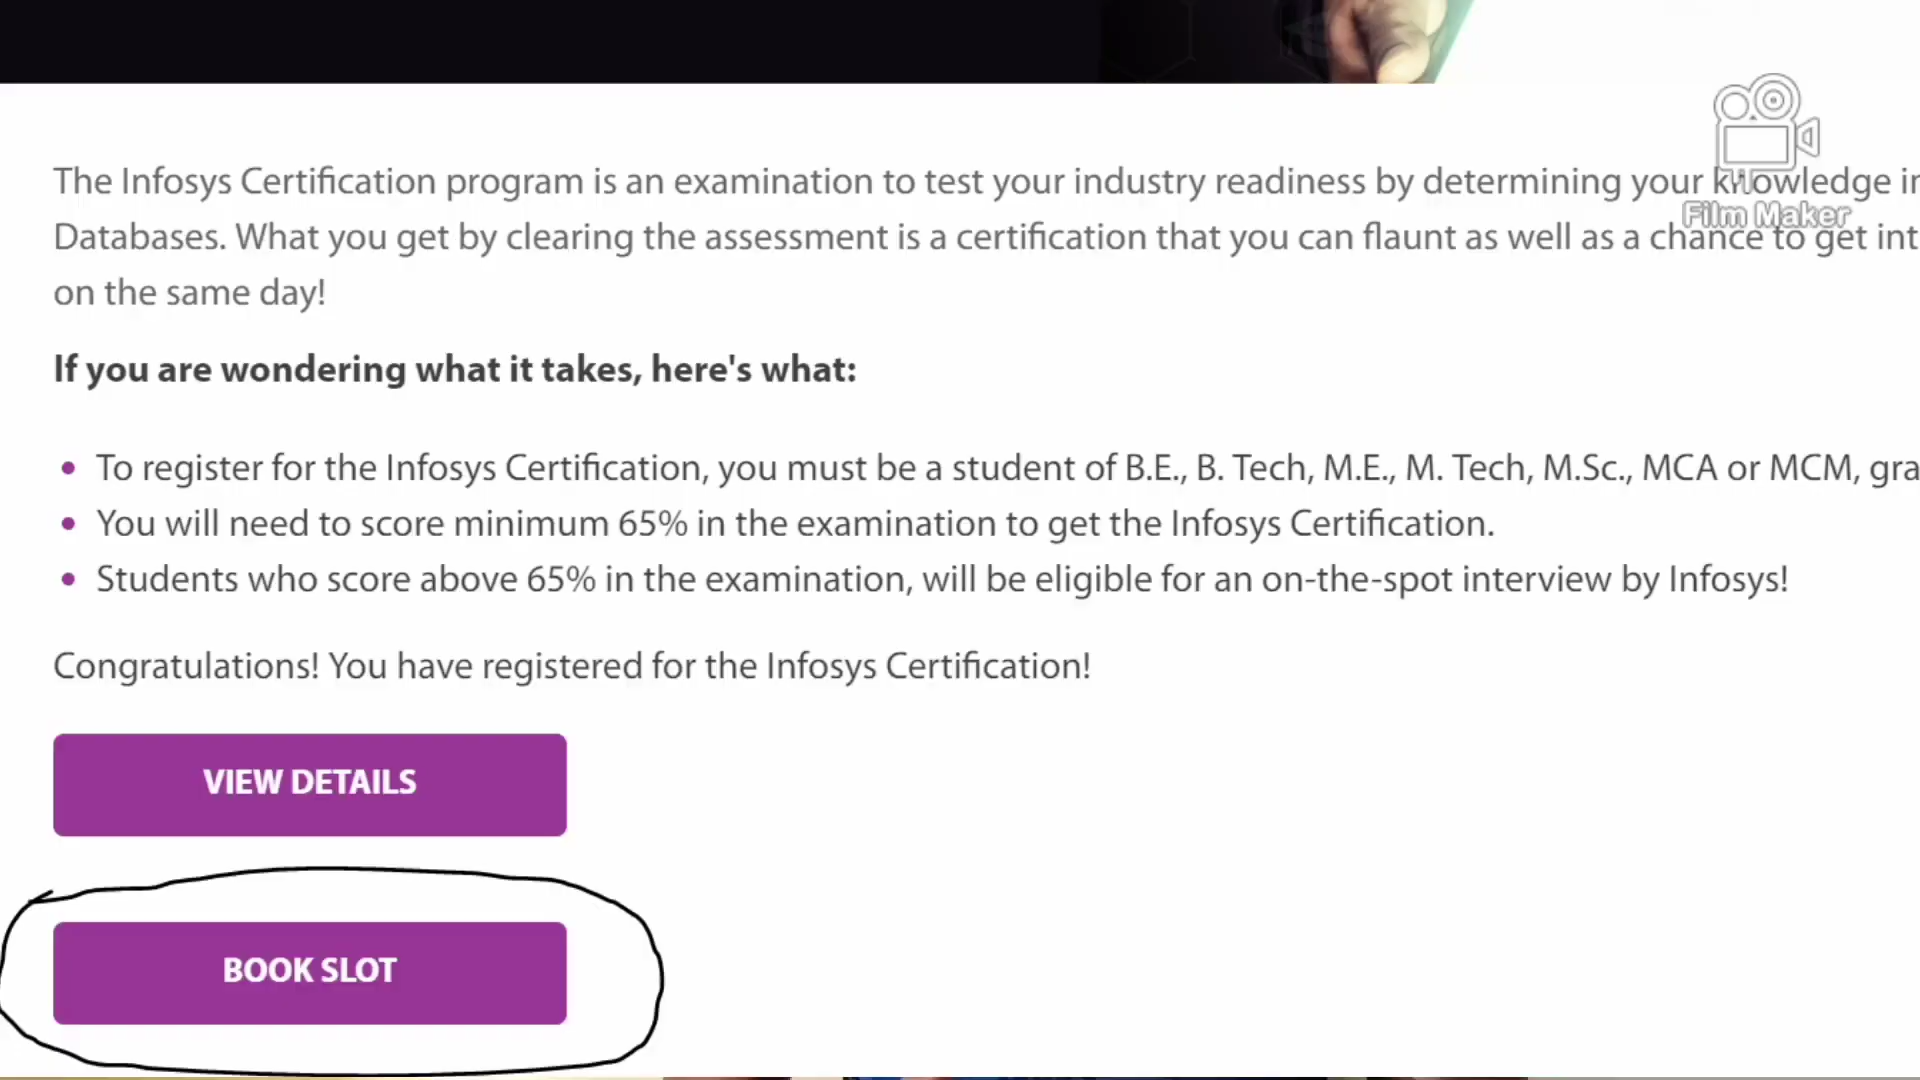 The Infosys Certification program is an examination to test your industry readiness by determining your knowledge
Film Maker
Databases. What you get by clearing the assessment is a certification that you can flaunt as well as a chance to get
on the same day!
If you are wondering what it takes, here's what:
• To register for the Infosys Certification, you must be a student of B.E., B. Tech, M.E., M. Tech, M.Sc., MCA or MCM,
• You will need to score minimum 65% in the examination to get the Infosys Certification.
• Students who score above 65% in the examination, will be eligible for an on-the-spot interview by Infosys!
Congratulations! You have registered for the Infosys Certification!
VIEW DETAILS
BOOK SLOT